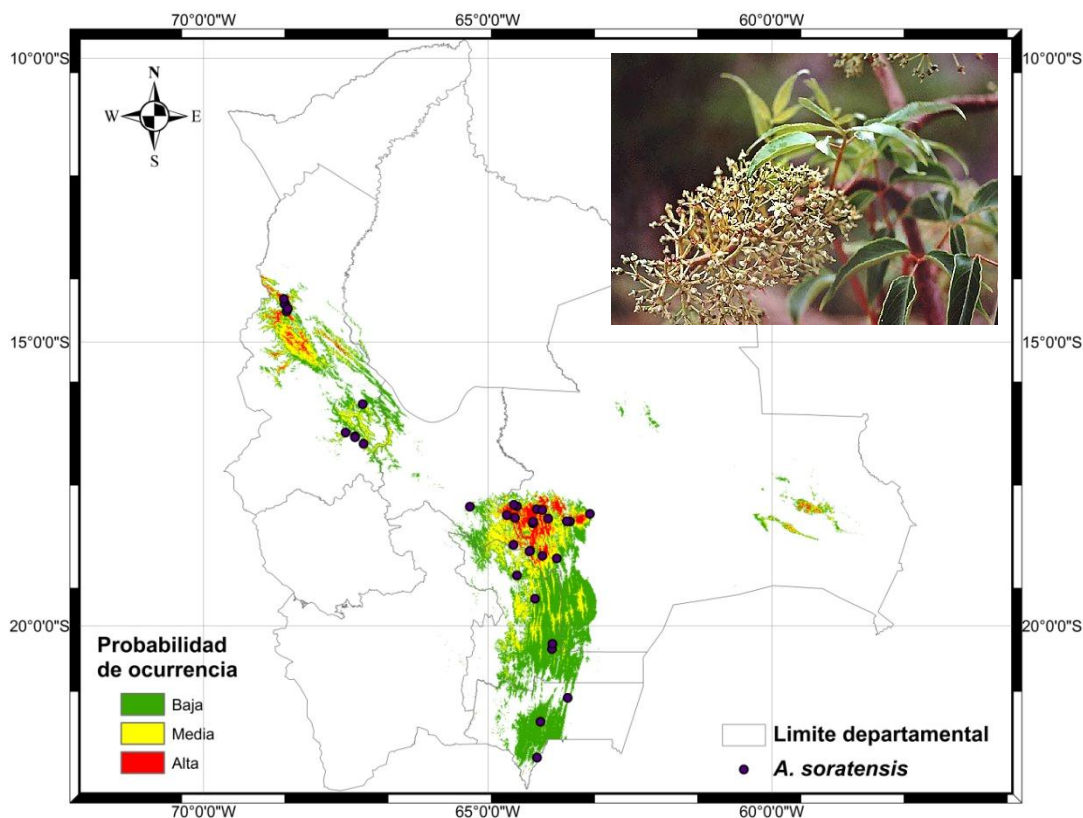 70°0'0"W 65°0'0"W 60°0'0"W
10°0'0"S 10°0'0"S
N
W E
S
15°0'0"S 15°0'0"S
20°0'0"S 20°0'0"S
Probabilidad
de ocurrencia
Baja
Media
Alta
Limite departamental
A. soratensis
70°0'0"W 65°0'0"W 60°0'0"W